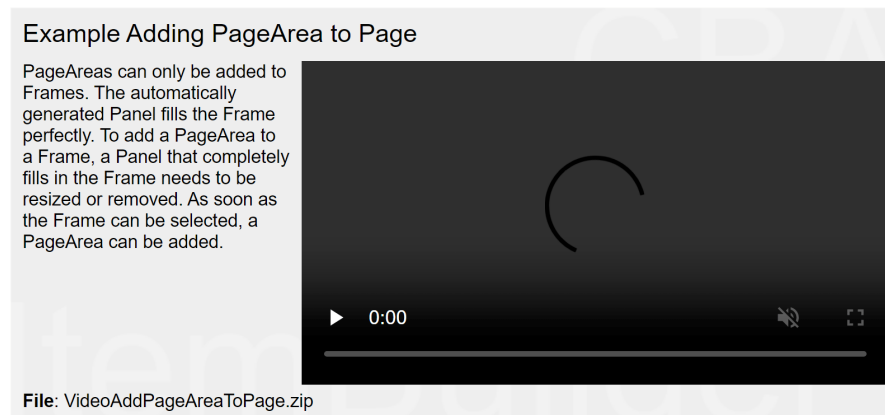 Example Adding PageArea to Page
PageAreas can only be added to
Frames. The automatically
generated Panel fills the Frame
perfectly. To add a PageArea to
a Frame, a Panel that completely
fills in the Frame needs to be
resized or removed. As soon as
the Frame can be selected, a
PageArea can be added.
0:00
File: VideoAddPageAreaToPage.zip